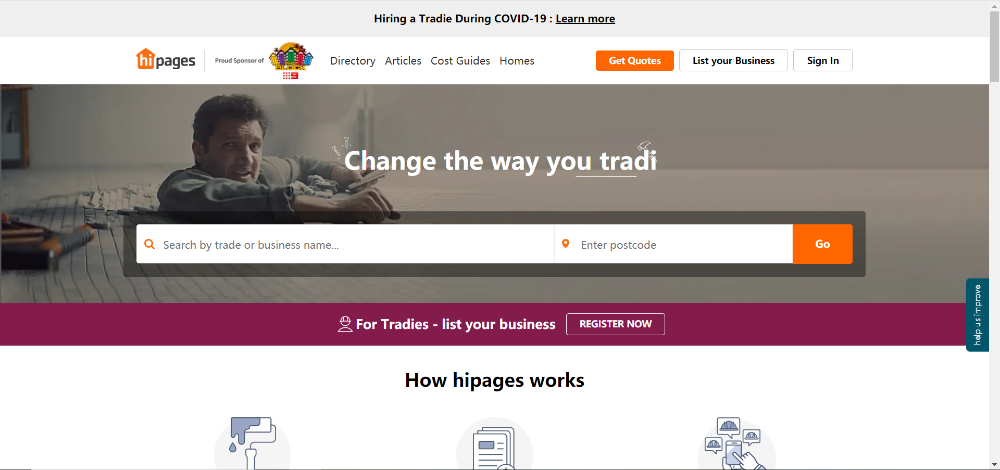 Hiring a Tradie During COVID-19 : Learn more
hipages
Proud Sponsor of
THE BLOCK
9
Directory Articles Cost Guides Homes
Get Quotes
List your Business
Sign In
Change the way you tradi
Search by trade or business name...
Enter postcode
Go
help us improve
For Tradies - list your business
REGISTER NOW
How hipages works